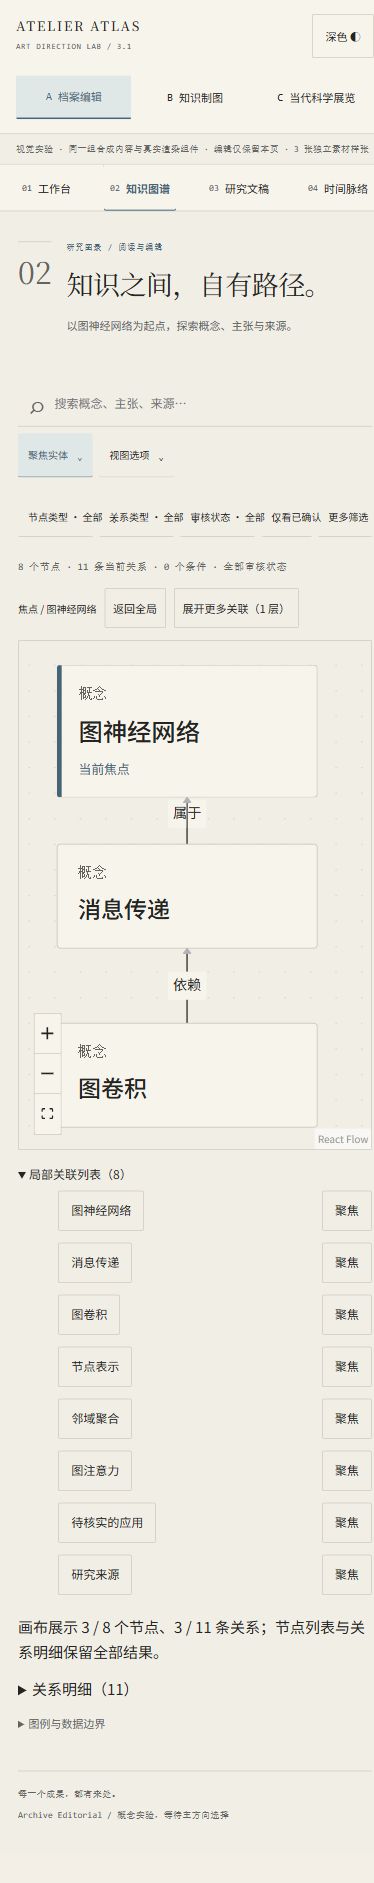 ATELIER ATLAS
ART DIRECTION LAB / 3.1
深色
A 档案编辑
B 知识制图
C 当代科学展览
视觉实验 · 同一组合成内容与真实渲染组件 · 编辑仅保留本页 · 3 张独立素材样张
01 工作台
02 知识图谱
03 研究文稿
04 时间脉络
02
研究图录 / 阅读与编辑
知识之间，自有路径。
以图神经网络为起点，探索概念、主张与来源。
搜索概念、主张、来源…
聚焦实体
视图选项
节点类型 · 全部
关系类型 · 全部
审核状态 · 全部
仅看已确认
更多筛选
8 个节点 · 11 条当前关系 · 0 个条件 · 全部审核状态
焦点 / 图神经网络
返回全局
展开更多关联（1 层）
概念
图神经网络
当前焦点
属于
概念
消息传递
依赖
概念
图卷积
React Flow
局部关联列表（8）
图神经网络
聚焦
消息传递
聚焦
图卷积
聚焦
节点表示
聚焦
邻域聚合
聚焦
图注意力
聚焦
待核实的应用
聚焦
研究来源
聚焦
画布展示 3 / 8 个节点、3 / 11 条关系；节点列表与关
系明细保留全部结果。
关系明细（11）
图例与数据边界
每一个成果，都有来处。
Archive Editorial / 概念实验，等待主方向选择